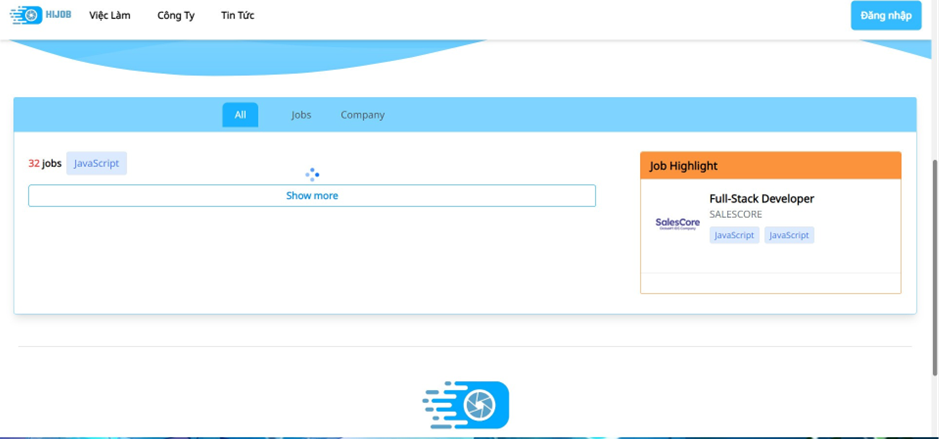 HIJOB Việc Làm Công Ty Tin Tức Đăng nhập
All Jobs Company
32 jobs JavaScript
Show more
Job Highlight
Full-Stack Developer
SALESCORE
SalesCore
JavaScript JavaScript